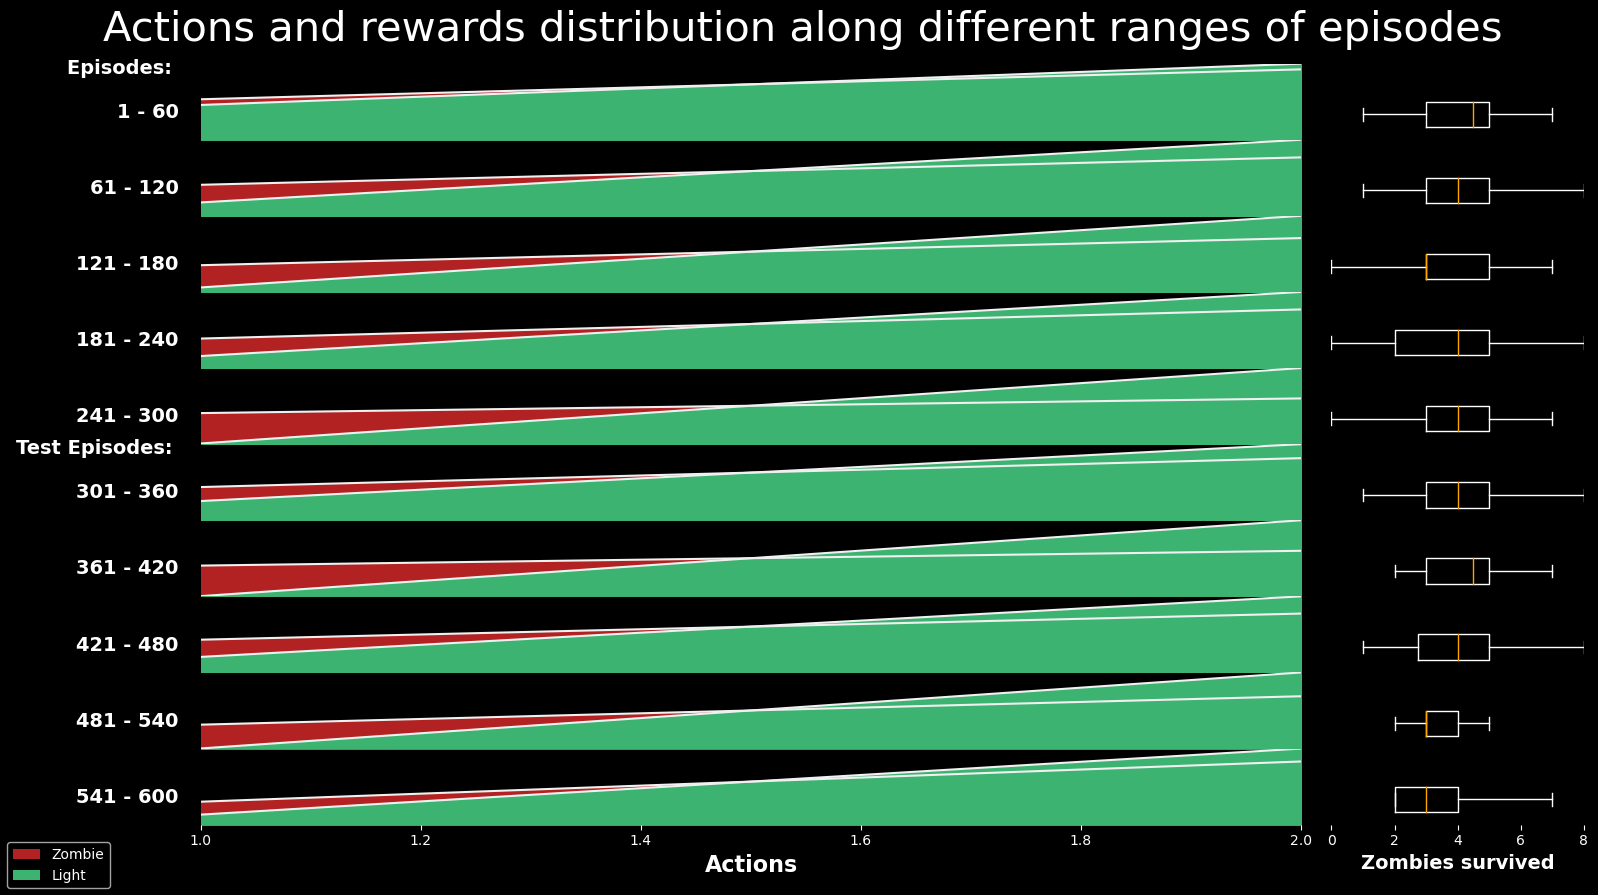 Actions and rewards distribution along different ranges of episodes
Episodes:
1 - 60
61 - 120
121 - 180
181 - 240
241 - 300
Test Episodes:
301 - 360
361 - 420
421 - 480
481 - 540
541 - 600
1.0 1.2 1.4 1.6 1.8 2.0 0 2 4 6 8
Actions Zombies survived
Zombie
Light